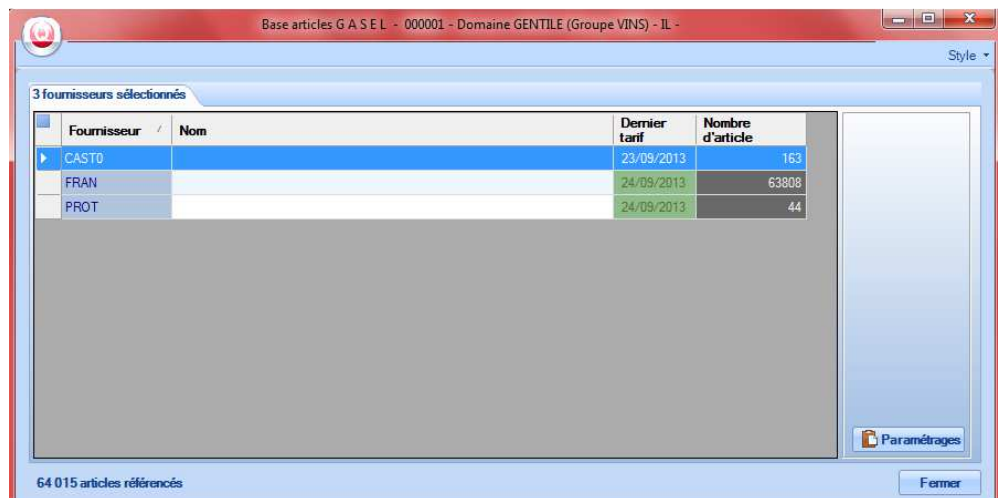 Base articles G A S E L - 000001 - Domaine GENTILE (Groupe VINS) - IL -
Style
3 fournisseurs sélectionnés
Fournisseur Nom Dernier tarif Nombre d'article
CAST0 23/09/2013 163
FRAN 24/09/2013 63808
PROT 24/09/2013 44
Paramétrages
64 015 articles référencés Fermer